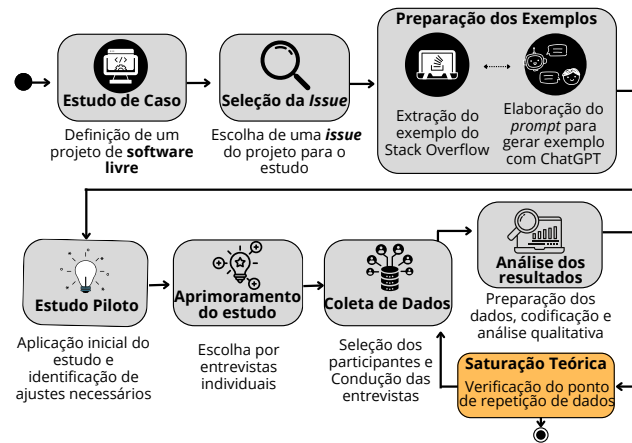 Estudo de Caso
Definição de um
projeto de software
livre
Seleção da Issue
Escolha de uma issue
do projeto para o
estudo
Preparação dos Exemplos
Extração do
exemplo do
Stack Overflow
Elaboração do
prompt para
gerar exemplo
com ChatGPT
Estudo Piloto
Aplicação inicial do
estudo e
identificação de
ajustes necessários
Aprimoramento
do estudo
Escolha por
entrevistas
individuais
Coleta de Dados
Seleção dos
participantes e
Condução das
entrevistas
Análise dos
resultados
Preparação dos
dados, codificação e
análise qualitativa
Saturação Teórica
Verificação do ponto
de repetição de dados